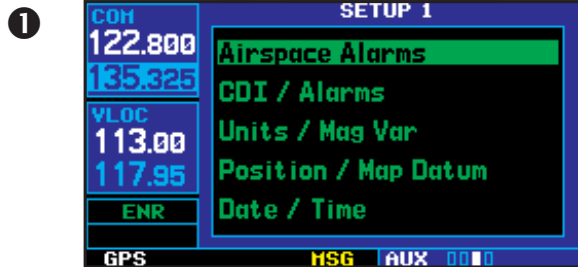 1
COM
122.800
135.325
VLOC
113.00
117.95
ENR
GPS
SETUP 1
Airspace Alarms
CDI / Alarms
Units / Mag Var
Position / Map Datum
Date / Time
MSG
AUX